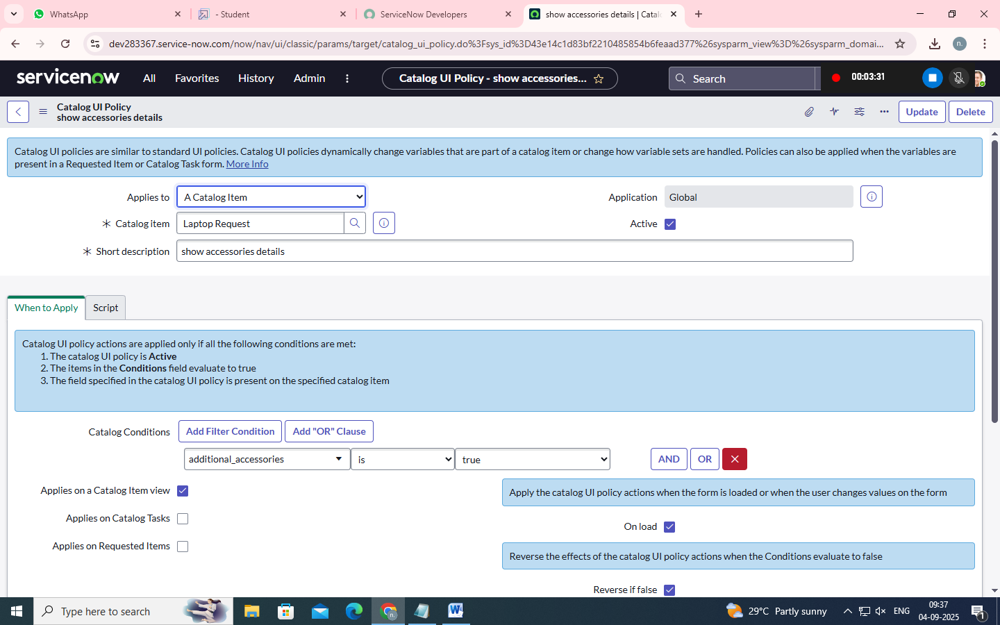 WhatsApp
- Student
ServiceNow Developers
show accessories details | Catal
dev283367.service-now.com/now/nav/ui/classic/params/target/catalog_ui_policy.do%3Fsys_id%3D43e14c1d83bf2210485854b6feaad377%26sysparm_view%3D%26sysparm_domai...
n.
servicenow
All
Favorites
History
Admin
Catalog UI Policy - show accessories...
Search
00:03:31
Catalog UI Policy
show accessories details
Update
Delete
Catalog UI policies are similar to standard UI policies. Catalog UI policies dynamically change variables that are part of a catalog item or change how variable sets are handled. Policies can also be applied when the variables are
present in a Requested Item or Catalog Task form. More Info
Applies to
A Catalog Item
Application
Global
Catalog item
Laptop Request
Active
Short description
show accessories details
When to Apply
Script
Catalog UI policy actions are applied only if all the following conditions are met:
1. The catalog UI policy is Active
2. The items in the Conditions field evaluate to true
3. The field specified in the catalog UI policy is present on the specified catalog item
Catalog Conditions
Add Filter Condition
Add "OR" Clause
additional_accessories
is
true
AND
OR
Applies on a Catalog Item view
Apply the catalog UI policy actions when the form is loaded or when the user changes values on the form
Applies on Catalog Tasks
On load
Applies on Requested Items
Reverse the effects of the catalog UI policy actions when the Conditions evaluate to false
Reverse if false
Type here to search
n.
W
29°C Partly sunny
ENG
09:37
04-09-2025
1